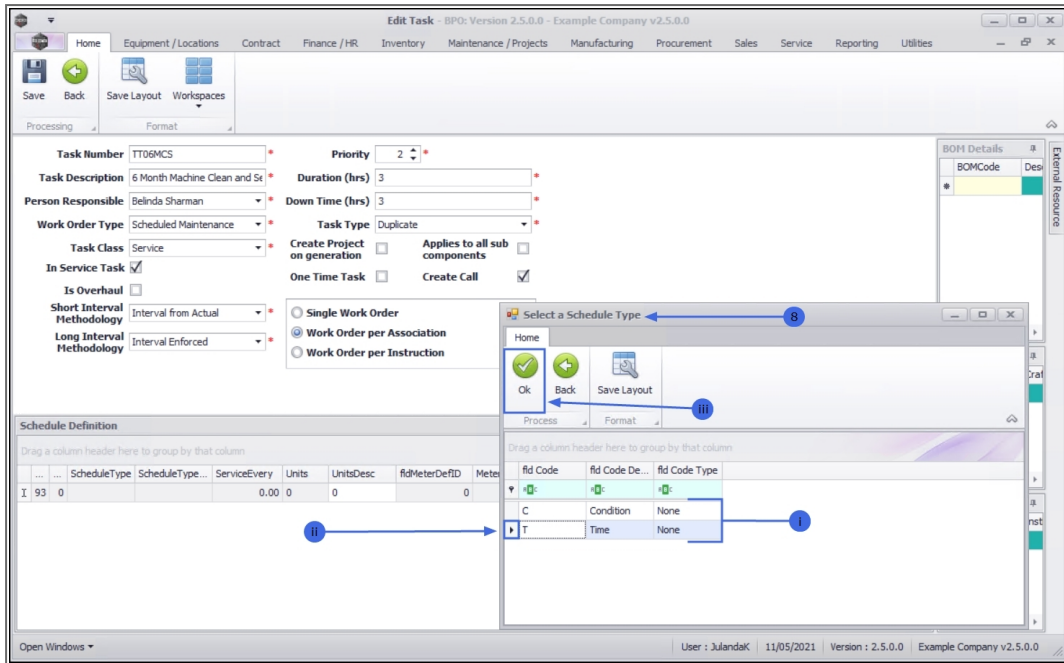 Edit Task - BPO: Version 2.5.0.0 - Example Company v2.5.0.0
Home Equipment / Locations Contract Finance / HR Inventory Maintenance / Projects Manufacturing Procurement Sales Service Reporting Utilities
Save Back Save Layout Workspaces
Processing Format
Task Number TT06MCS *
Task Description 6 Month Machine Clean and Se *
Person Responsible Belinda Sharman *
Work Order Type Scheduled Maintenance *
Task Class Service *
In Service Task
Is Overhaul
Short Interval Methodology Interval from Actual *
Long Interval Methodology Interval Enforced *
Priority 2 *
Duration (hrs) 3 *
Down Time (hrs) 3 *
Task Type Duplicate *
Create Project on generation Applies to all sub components
One Time Task Create Call
Single Work Order
Work Order per Association
Work Order per Instruction
BOM Details
BOMCode Des
External Resource
Select a Schedule Type 8
Home
Ok Back Save Layout
iii
Process Format
Drag a column header here to group by that column
fld Code fld Code De... fld Code Type
C Condition None
T Time None
i
ii
Craf
nst
Schedule Definition
Drag a column header here to group by that column
... ... ScheduleType ScheduleType... ServiceEvery Units UnitsDesc fldMeterDefID Meter
I 93 0 0.00 0 0 0
Open Windows User : JulandaK 11/05/2021 Version : 2.5.0.0 Example Company v2.5.0.0